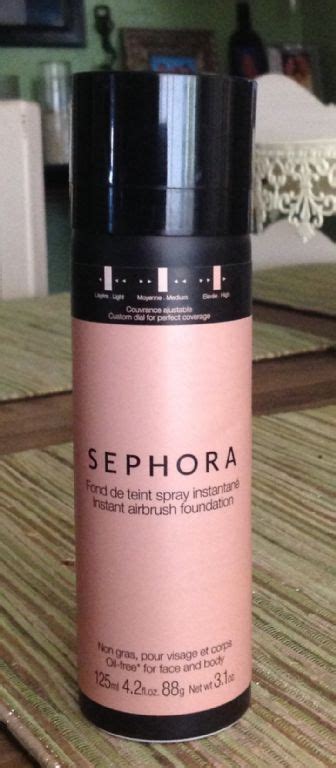 Légère . Light Moyenne . Medium Elevée . High
Couvrance ajustable
Custom dial for perfect coverage
SEPHORA
Fond de teint spray instantané
Instant airbrush foundation
Non gras, pour visage et corps
Oil-free* for face and body
125ml 4.2fl.oz. 88g Net wt 3.1oz